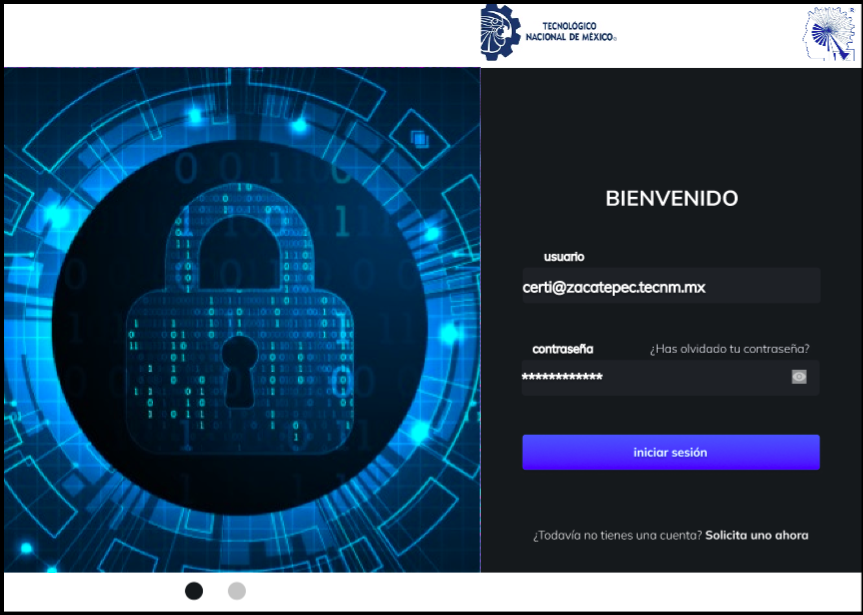 TECNOLÓGICO
NACIONAL DE MÉXICO®
BIENVENIDO
usuario
certi@zacatepec.tecnm.mx
contraseña ¿Has olvidado tu contraseña?
************
iniciar sesión
¿Todavía no tienes una cuenta? Solicita uno ahora